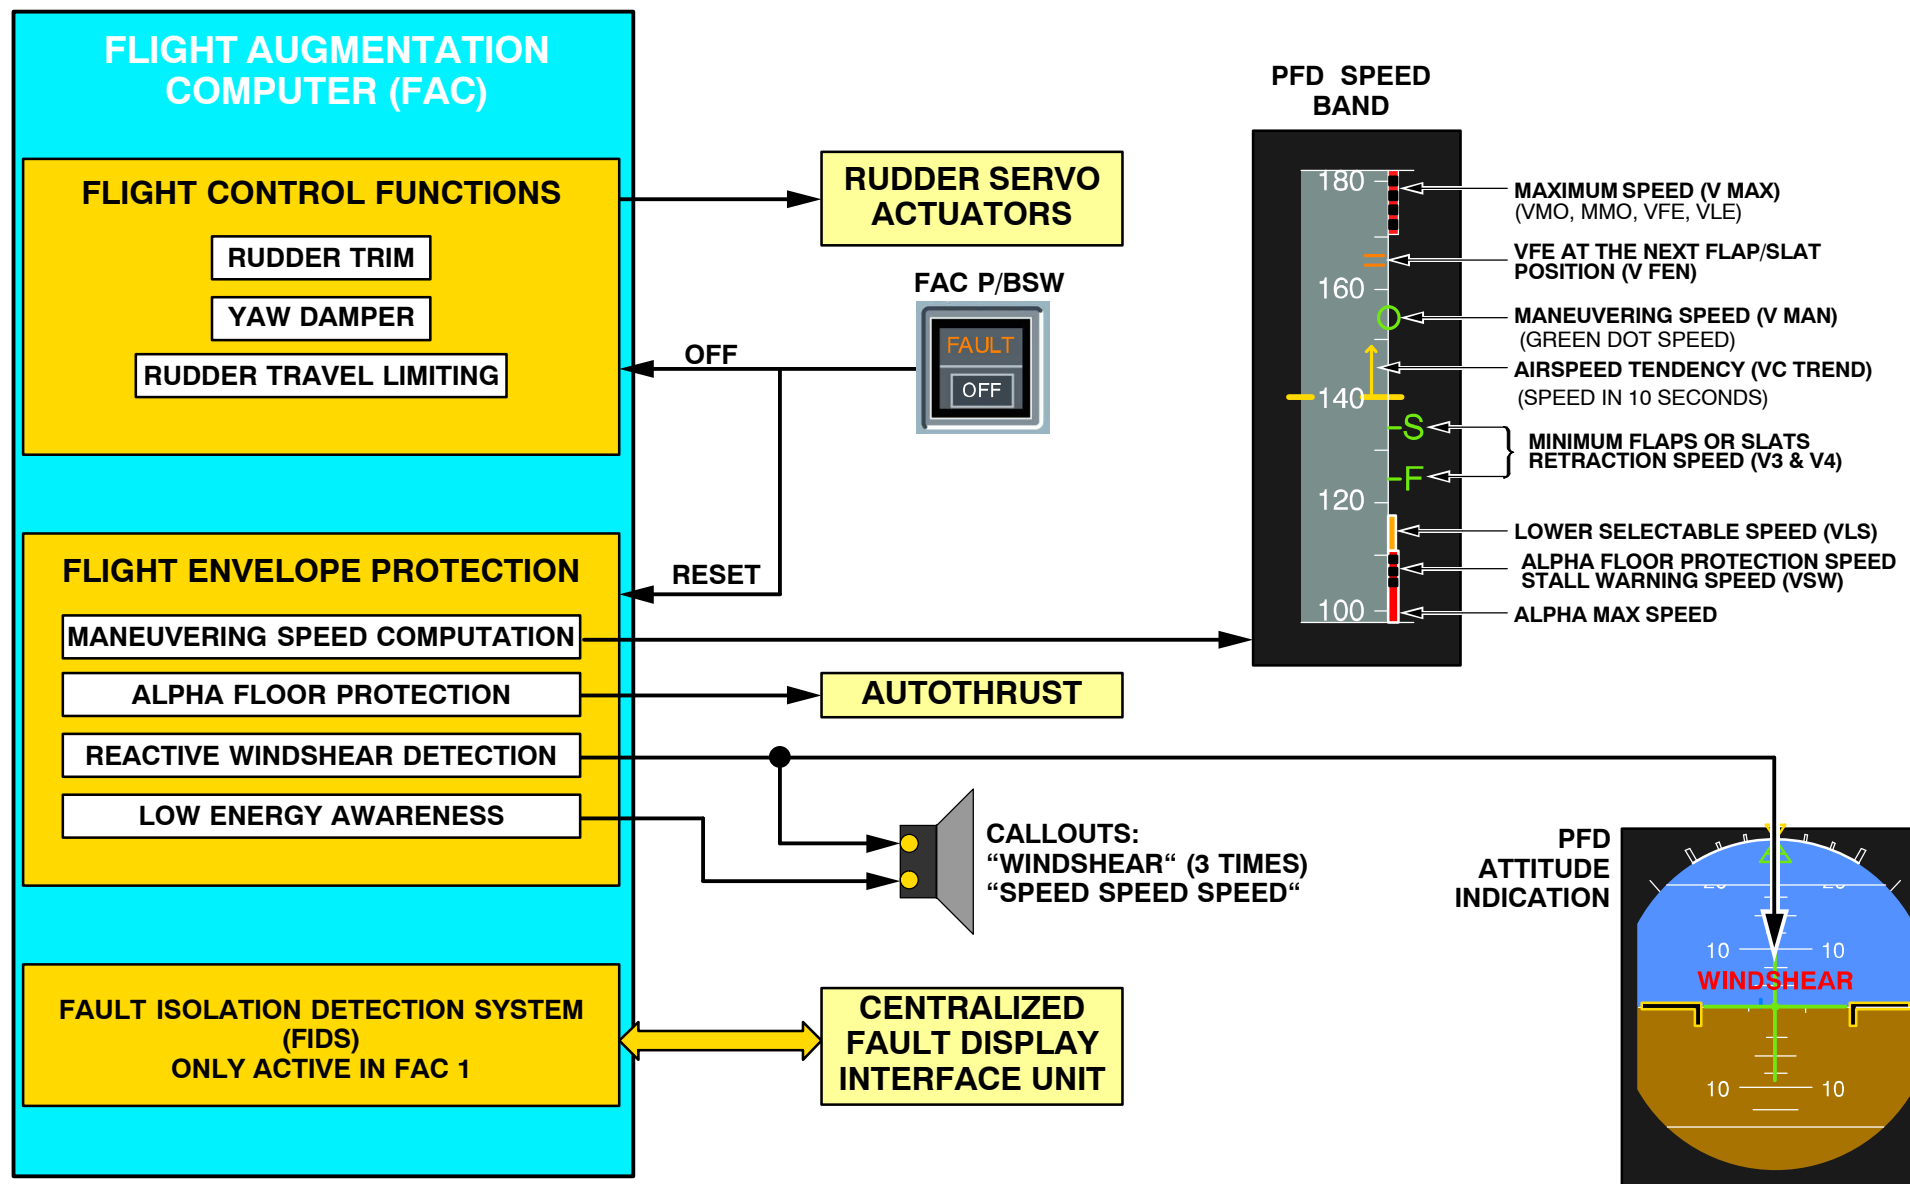 FLIGHT AUGMENTATION
COMPUTER (FAC)
FLIGHT CONTROL FUNCTIONS
RUDDER TRIM
YAW DAMPER
RUDDER TRAVEL LIMITING
FLIGHT ENVELOPE PROTECTION
MANEUVERING SPEED COMPUTATION
ALPHA FLOOR PROTECTION
REACTIVE WINDSHEAR DETECTION
LOW ENERGY AWARENESS
FAULT ISOLATION DETECTION SYSTEM
(FIDS)
ONLY ACTIVE IN FAC 1
RUDDER SERVO
ACTUATORS
FAC P/BSW
FAULT
OFF
OFF
RESET
AUTOTHRUST
CALLOUTS:
“WINDSHEAR“ (3 TIMES)
“SPEED SPEED SPEED“
CENTRALIZED
FAULT DISPLAY
INTERFACE UNIT
PFD SPEED
BAND
180
160
140
120
100
S
F
MAXIMUM SPEED (V MAX)
(VMO, MMO, VFE, VLE)
VFE AT THE NEXT FLAP/SLAT
POSITION (V FEN)
MANEUVERING SPEED (V MAN)
(GREEN DOT SPEED)
AIRSPEED TENDENCY (VC TREND)
(SPEED IN 10 SECONDS)
MINIMUM FLAPS OR SLATS
RETRACTION SPEED (V3 & V4)
LOWER SELECTABLE SPEED (VLS)
ALPHA FLOOR PROTECTION SPEED
STALL WARNING SPEED (VSW)
ALPHA MAX SPEED
PFD
ATTITUDE
INDICATION
10 10
WINDSHEAR
10 10